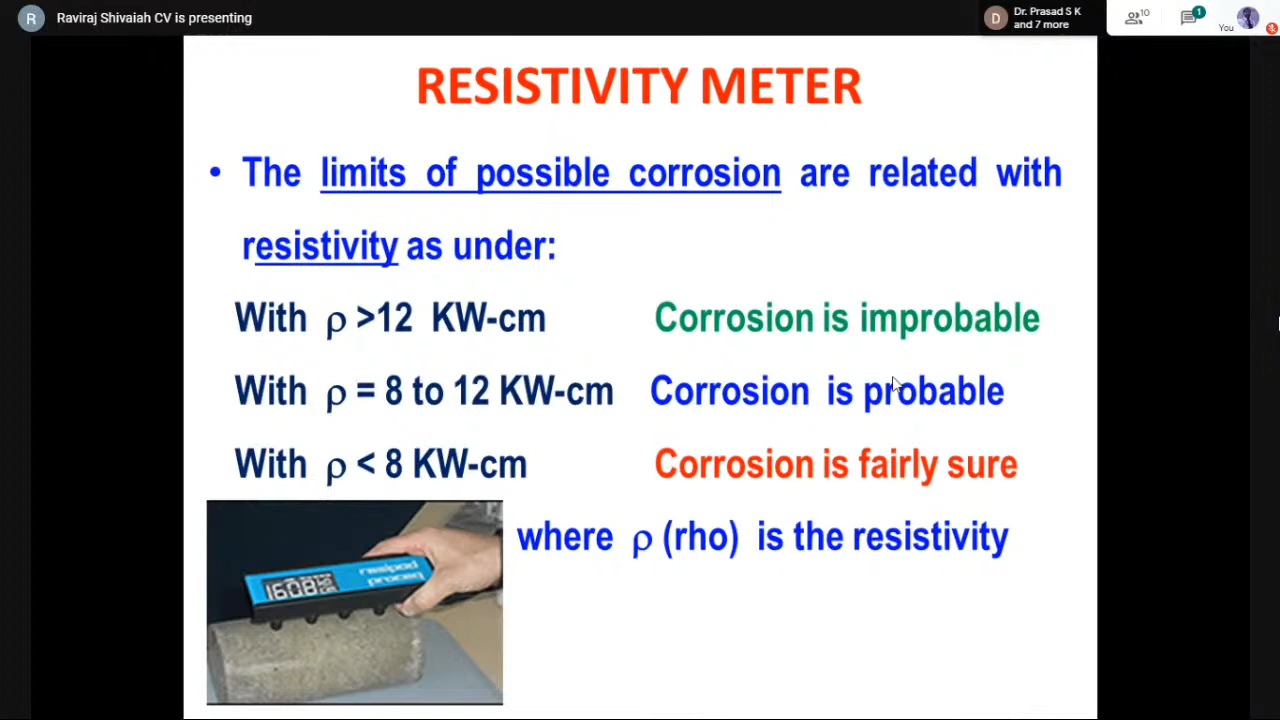 R Raviraj Shivaiah CV is presenting
D Dr. Prasad S K
and 7 more
10
1
You
RESISTIVITY METER
• The limits of possible corrosion are related with
resistivity as under:
With ρ >12 KW-cm Corrosion is improbable
With ρ = 8 to 12 KW-cm Corrosion is probable
With ρ < 8 KW-cm Corrosion is fairly sure
where ρ (rho) is the resistivity
resipod
proceq
1608